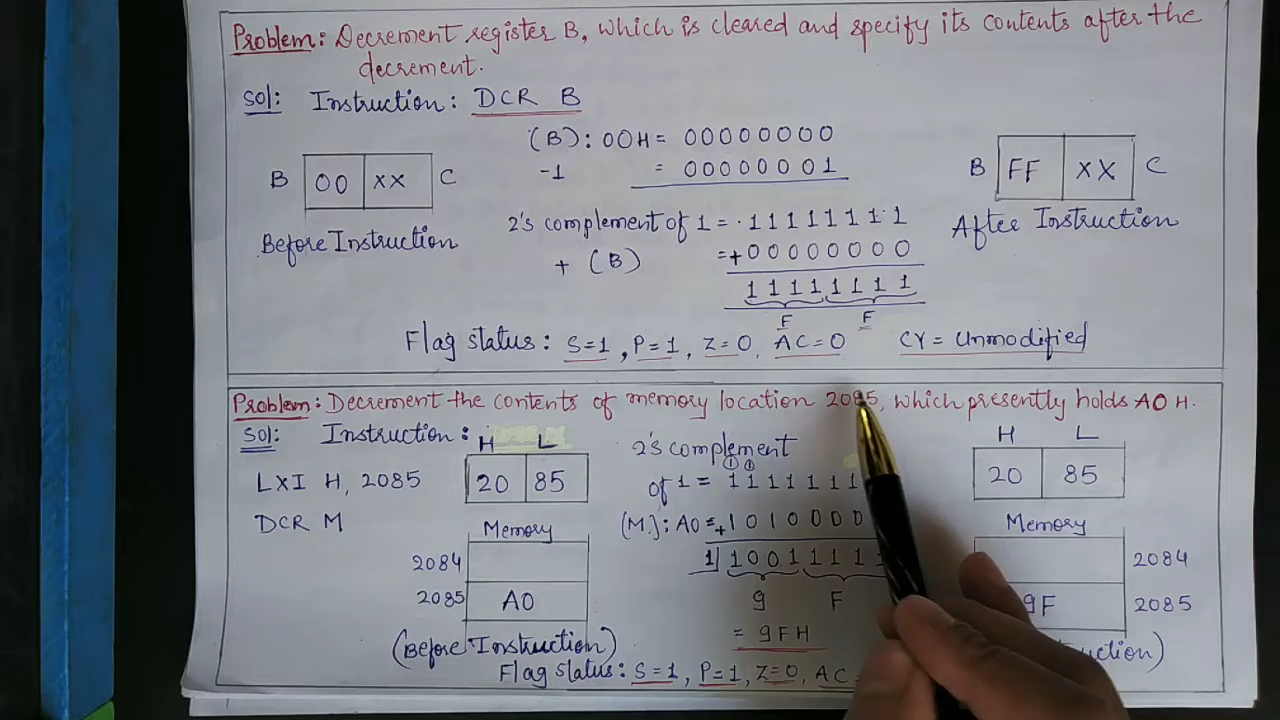 Problem: Decrement register B, which is cleared and specify its contents after the
decrement.
Sol: Instruction: DCR B
(B): 00H = 00000000
-1 = 00000001
B 00 XX C
B FF XX C
Before Instruction
After Instruction
2's complement of 1 = 11111111
+ (B) =+00000000
11111111
F F
Flag status: S=1, P=1, Z=0, AC=0 CY = Unmodified
Problem: Decrement the contents of memory location 2085, which presently holds A0 H.
Sol: Instruction:
H L
2's complement
H L
LXI H, 2085
20 85
1 1
of 1 = 1111111
20 85
DCR M
Memory
(M): A0 =+1010000
Memory
2084
1 1001111
2084
2085 A0
9 F
9F 2085
= 9FH
(Before Instruction)
Flag status: S=1, P=1, Z=0, AC=